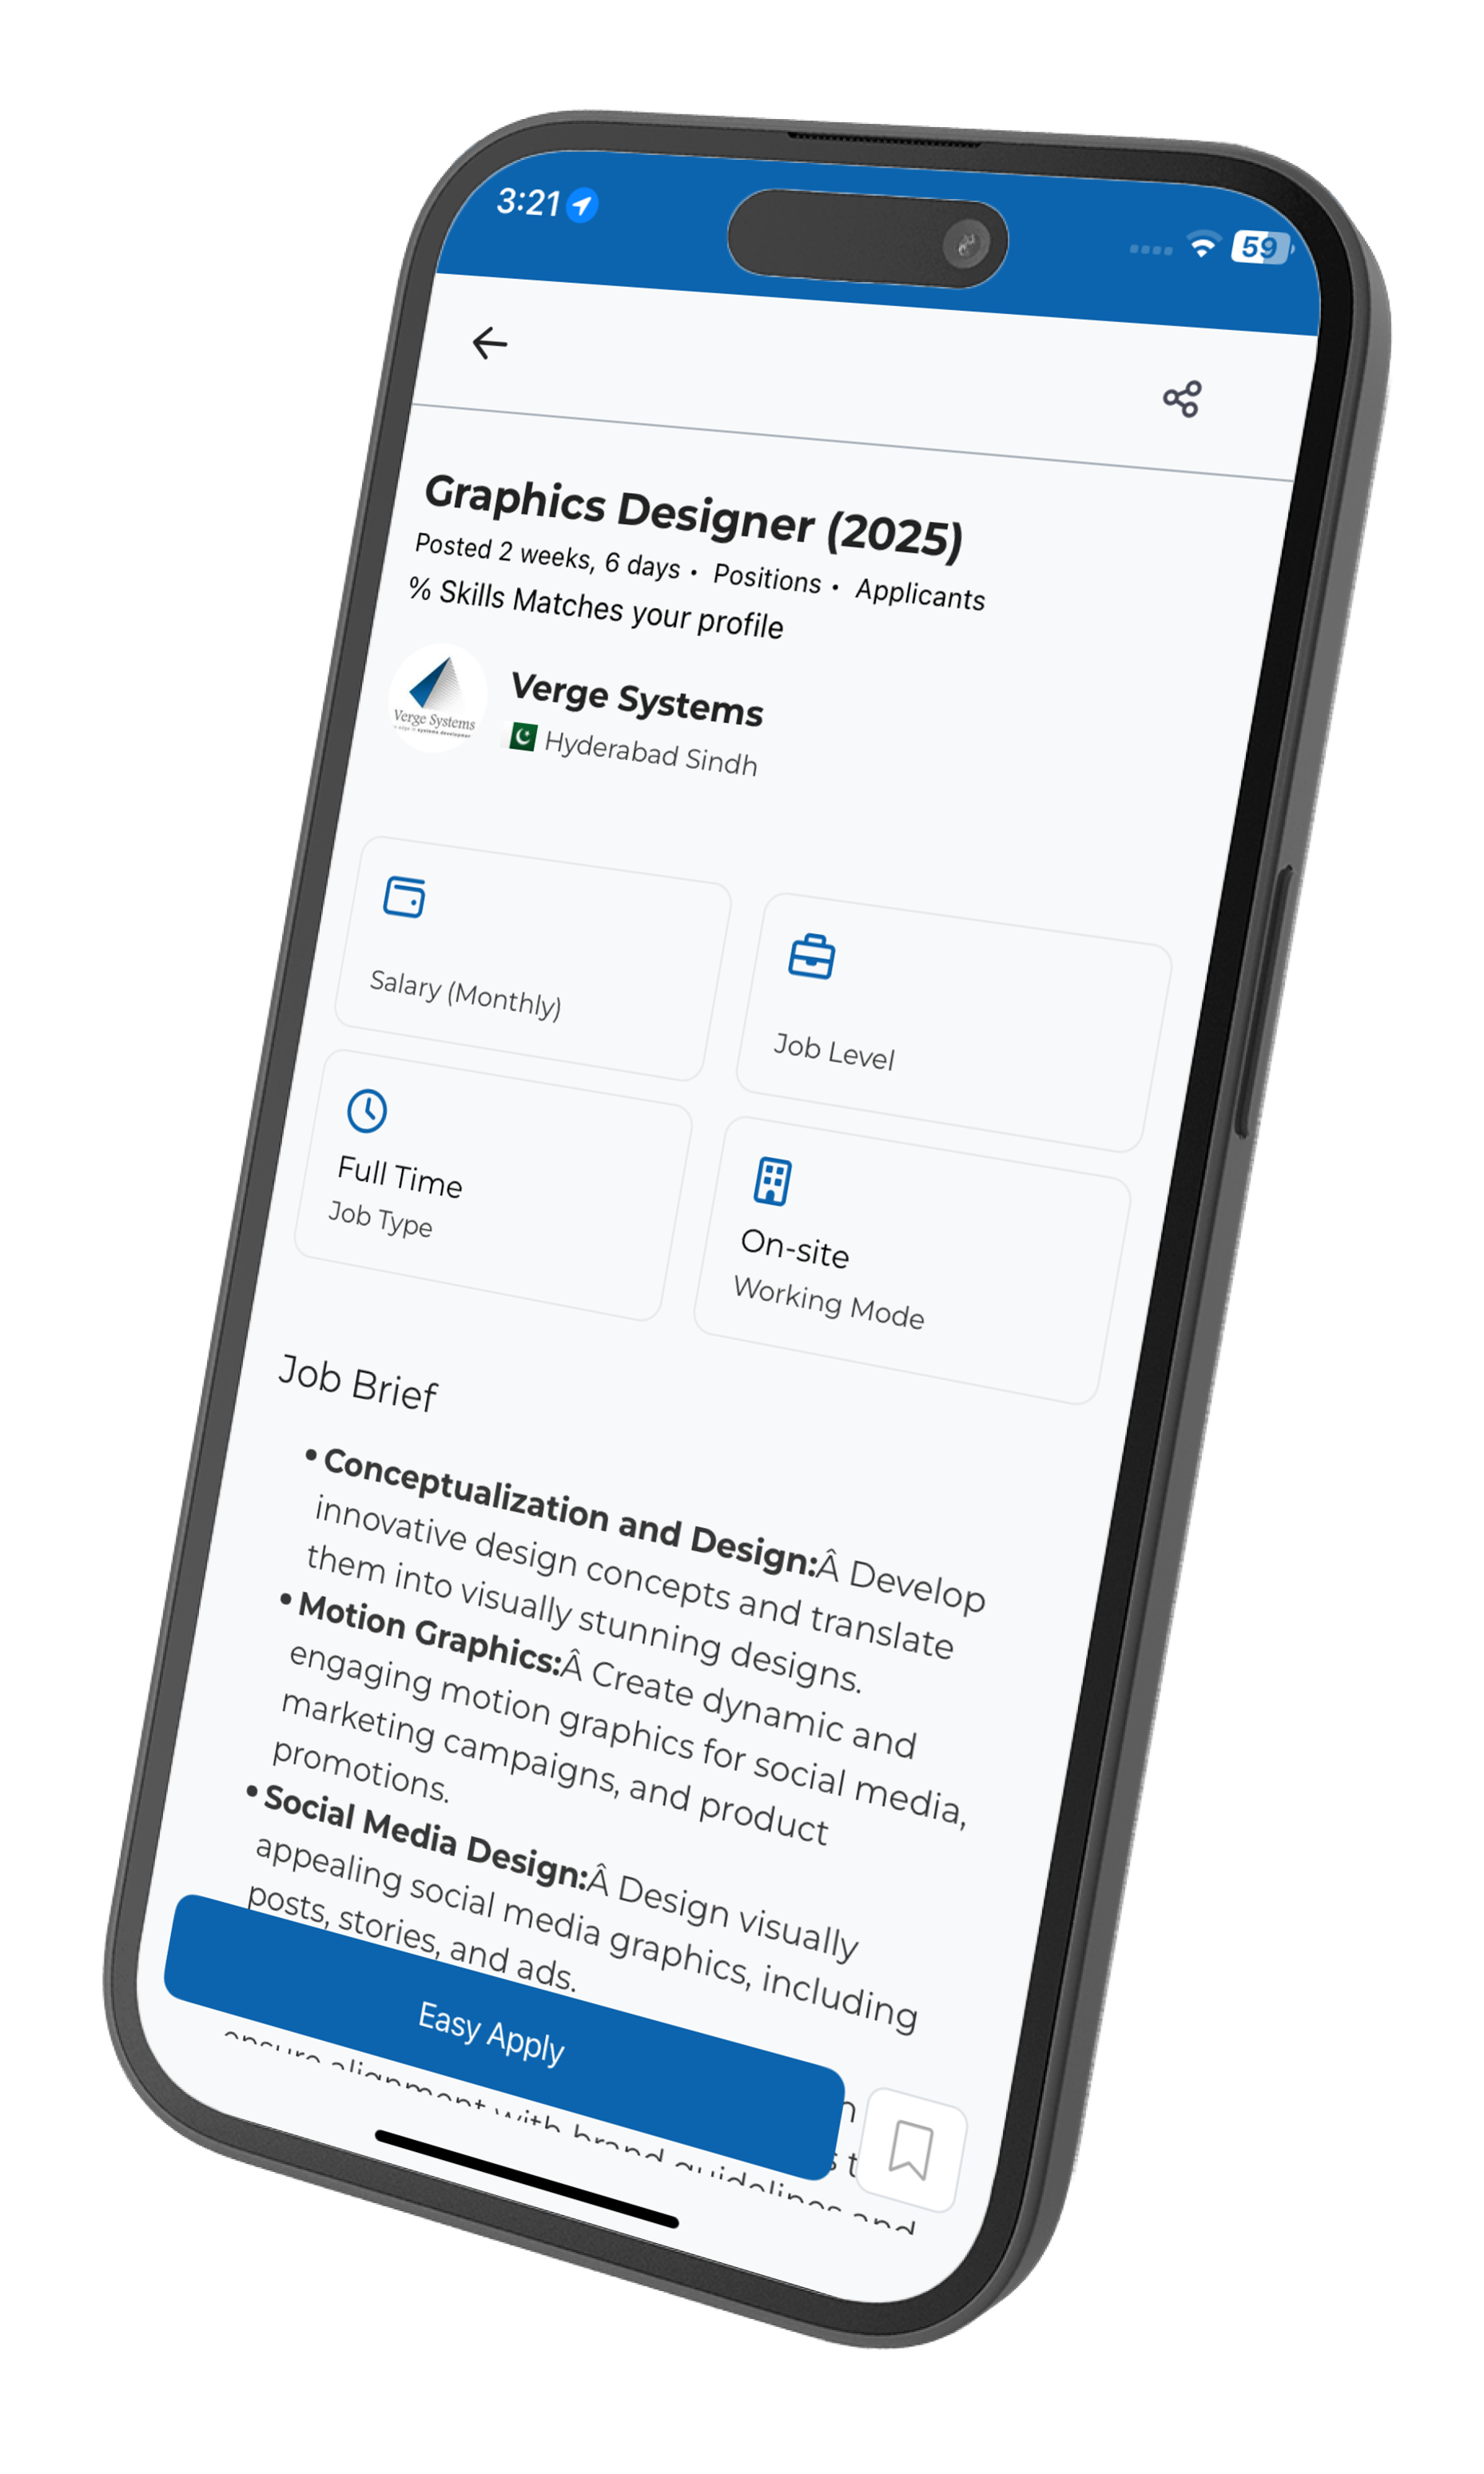 3:21
59
Graphics Designer (2025)
Posted 2 weeks, 6 days • Positions • Applicants
% Skills Matches your profile
Verge Systems
Verge Systems
Hyderabad Sindh
Salary (Monthly)
Job Level
Full Time
Job Type
On-site
Working Mode
Job Brief
• Conceptualization and Design:Â Develop
innovative design concepts and translate
them into visually stunning designs.
• Motion Graphics:Â Create dynamic and
engaging motion graphics for social media,
marketing campaigns, and product
promotions.
• Social Media Design:Â Design visually
appealing social media graphics, including
posts, stories, and ads.
Easy Apply
ensure alignment with brand guidelines and